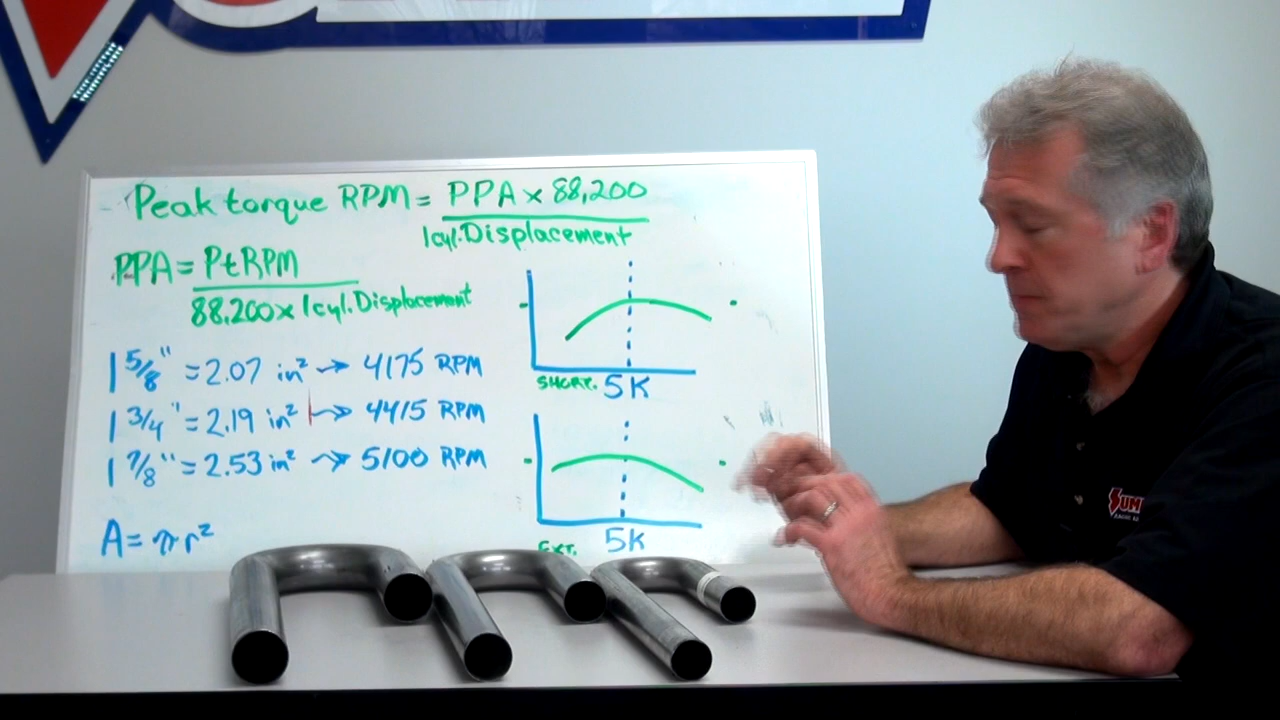 Peak torque RPM = PPA x 88,200
1cyl. Displacement
PPA = PtRPM
88,200 x 1cyl. Displacement
1 5/8" = 2.07 in² → 4175 RPM
1 3/4" = 2.19 in² → 4415 RPM
1 7/8" = 2.53 in² → 5100 RPM
A = πr²
SHORT. 5K
EXT. 5K
SUM